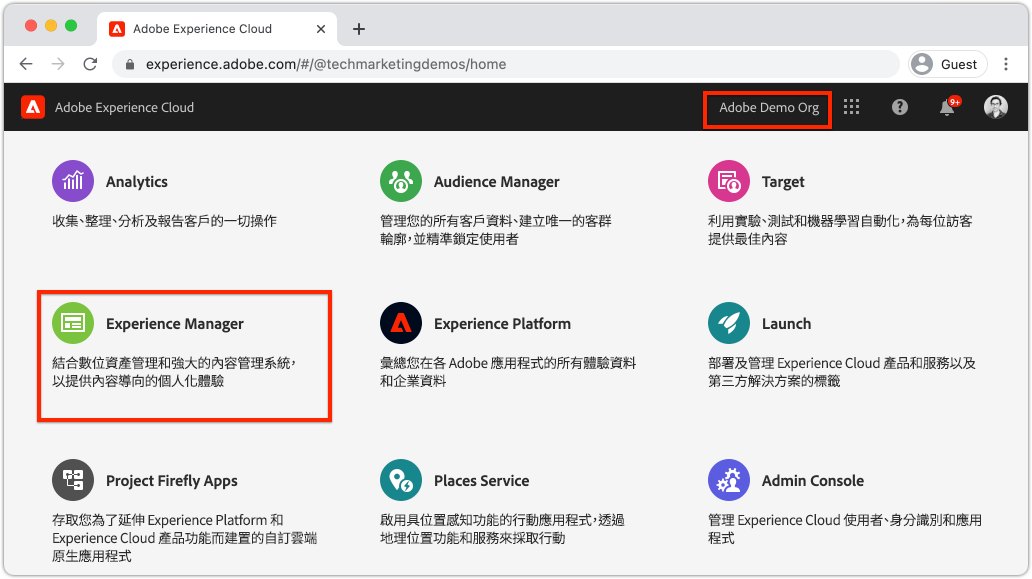 Adobe Experience Cloud
experience.adobe.com/#/@techmarketingdemos/home
Guest
Adobe Experience Cloud
Adobe Demo Org
9+
Analytics
收集、整理、分析及報告客戶的一切操作
Audience Manager
管理您的所有客戶資料、建立唯一的客群
輪廓，並精準鎖定使用者
Target
利用實驗、測試和機器學習自動化，為每位訪客
提供最佳內容
Experience Manager
結合數位資產管理和強大的內容管理系統，
以提供內容導向的個人化體驗
Experience Platform
彙總您在各 Adobe 應用程式的所有體驗資料
和企業資料
Launch
部署及管理 Experience Cloud 產品和服務以及
第三方解決方案的標籤
Project Firefly Apps
存取您為了延伸 Experience Platform 和
Experience Cloud 產品功能而建置的自訂雲端
原生應用程式
Places Service
啟用具位置感知功能的行動應用程式，透過
地理位置功能和服務來採取行動
Admin Console
管理 Experience Cloud 使用者、身分識別和應用
程式